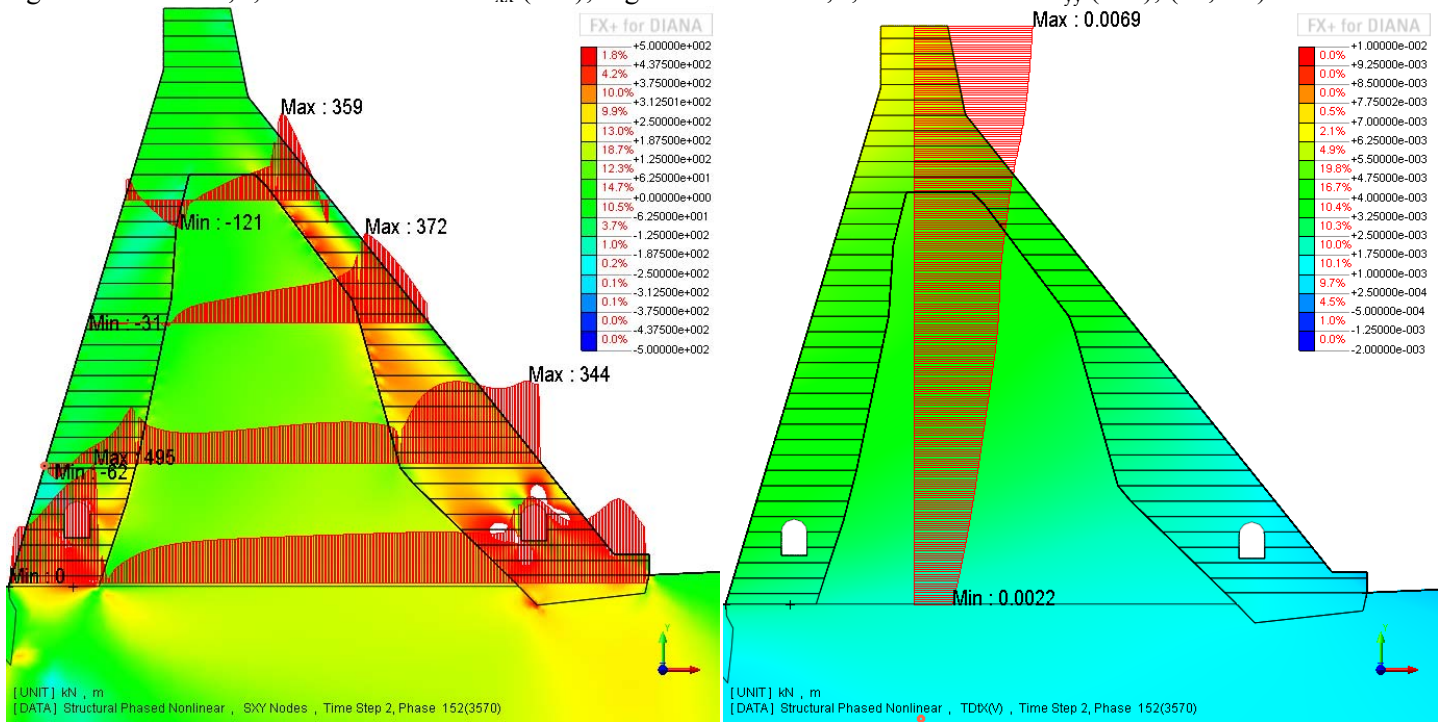 FX+ for DIANA
+5.00000e+002
1.8%
+4.37500e+002
4.2%
+3.75000e+002
10.0%
+3.12501e+002
9.9%
+2.50000e+002
13.0%
+1.87500e+002
18.7%
+1.25000e+002
12.3%
+6.25000e+001
14.7%
+0.00000e+000
10.5%
-6.25000e+001
3.7%
-1.25000e+002
1.0%
-1.87500e+002
0.2%
-2.50000e+002
0.1%
-3.12500e+002
0.1%
-3.75000e+002
0.0%
-4.37500e+002
0.0%
-5.00000e+002
Max : 359
Min : -121
Max : 372
Min : -31
Max : 344
Max : 495
Min : -62
Min : 0
Y
[UNIT] kN , m
[DATA] Structural Phased Nonlinear , SXY Nodes , Time Step 2, Phase 152(3570)
Max : 0.0069
FX+ for DIANA
+1.00000e-002
0.0%
+9.25000e-003
0.0%
+8.50000e-003
0.0%
+7.75002e-003
0.5%
+7.00000e-003
2.1%
+6.25000e-003
4.9%
+5.50000e-003
19.8%
+4.75000e-003
16.7%
+4.00000e-003
10.4%
+3.25000e-003
10.3%
+2.50000e-003
10.0%
+1.75000e-003
10.1%
+1.00000e-003
9.7%
+2.50000e-004
4.5%
-5.00000e-004
1.0%
-1.25000e-003
0.0%
-2.00000e-003
Min : 0.0022
[UNIT] kN , m
[DATA] Structural Phased Nonlinear , TDtX(V) , Time Step 2, Phase 152(3570)